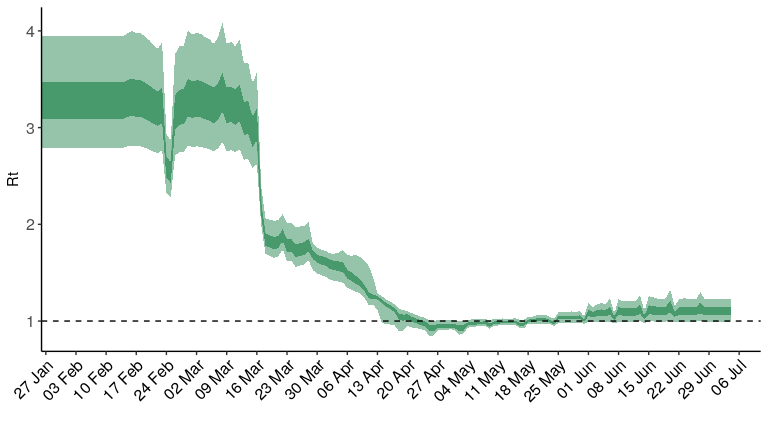 4
3
2
1
Rt
27 Jan
03 Feb
10 Feb
17 Feb
24 Feb
02 Mar
09 Mar
16 Mar
23 Mar
30 Mar
06 Apr
13 Apr
20 Apr
27 Apr
04 May
11 May
18 May
25 May
01 Jun
08 Jun
15 Jun
22 Jun
29 Jun
06 Jul